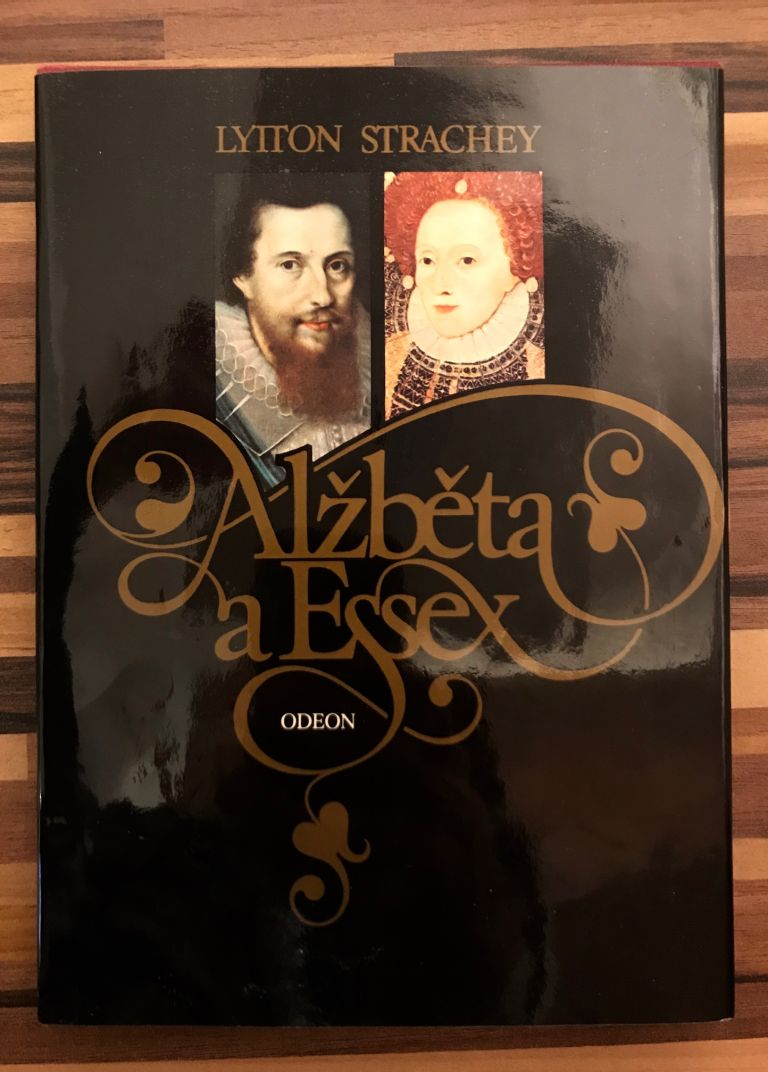 LYTTON STRACHEY
Alžběta
a Essex
ODEON